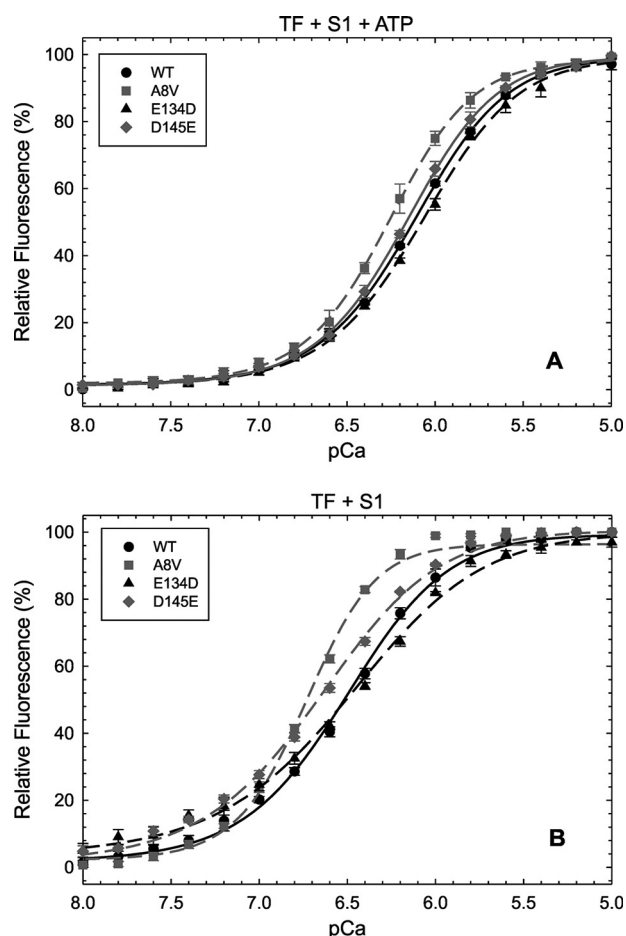 TF + S1 + ATP
Relative Fluorescence (%)
100
80
60
40
20
0
WT
A8V
E134D
D145E
A
8.0 7.5 7.0 6.5 6.0 5.5 5.0
pCa
TF + S1
Relative Fluorescence (%)
100
80
60
40
20
0
WT
A8V
E134D
D145E
B
8.0 7.5 7.0 6.5 6.0 5.5 5.0
pCa